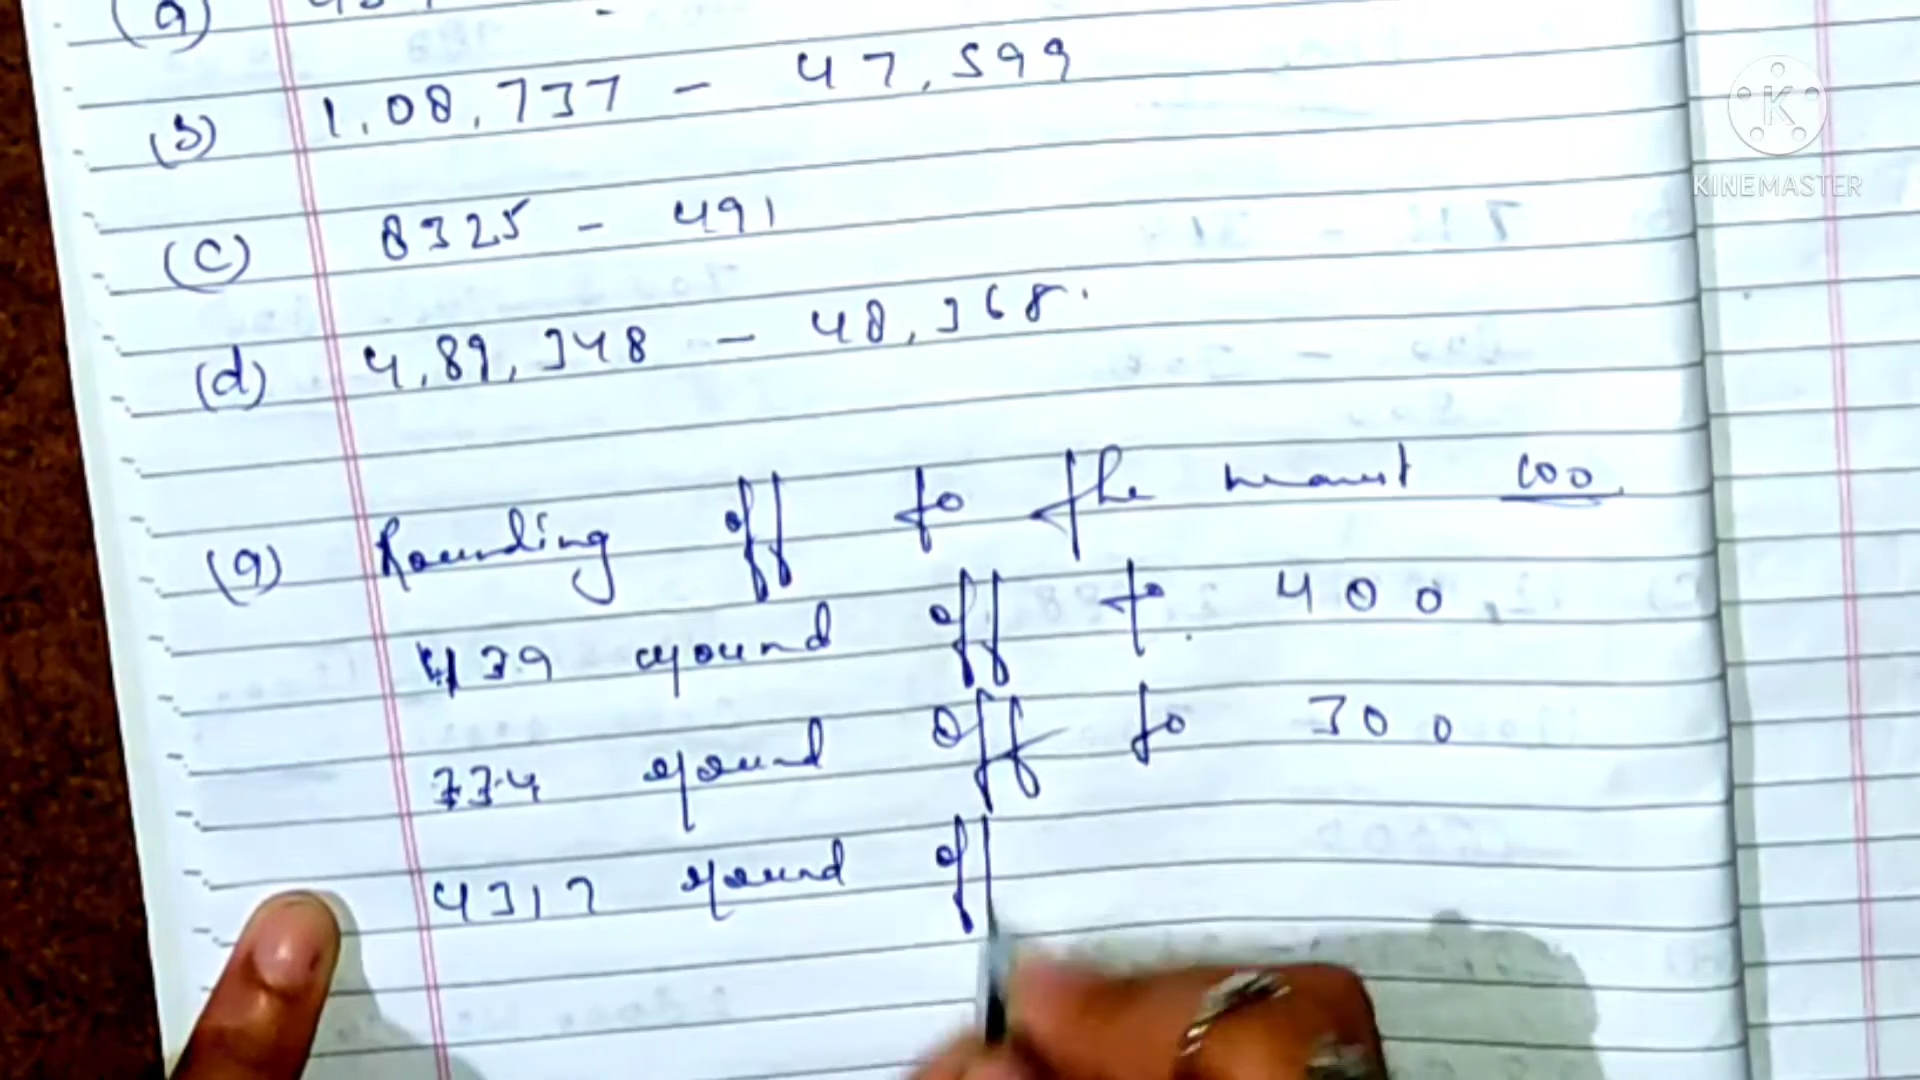 (a)
(b) 1,08,737 - 47,599
(c) 8325 - 491
(d) 4,89,348 - 48,368.
(a) Rounding off to the nearest 100.
439 round off to 400.
334 round off to 300
4317 round off
KINEMASTER